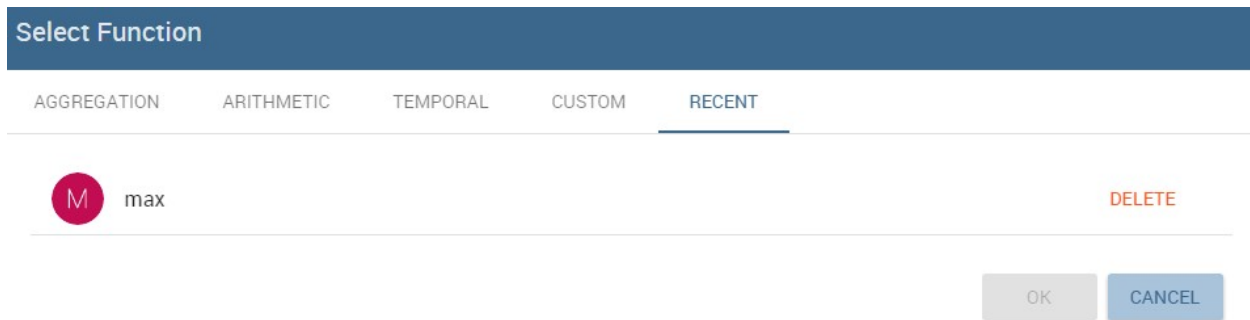 Select Function
AGGREGATION ARITHMETIC TEMPORAL CUSTOM RECENT
M max DELETE
OK CANCEL